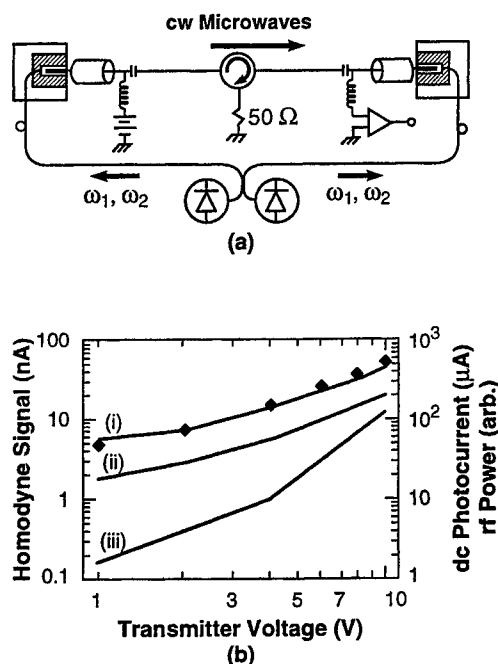 cw Microwaves
50 Ω
ω1, ω2
ω1, ω2
(a)
Homodyne Signal (nA)
100
10
1
0.1
(i)
(ii)
(iii)
10³
10²
10
1
dc Photocurrent (μA)
rf Power (arb.)
1
3
5
7
10
Transmitter Voltage (V)
(b)